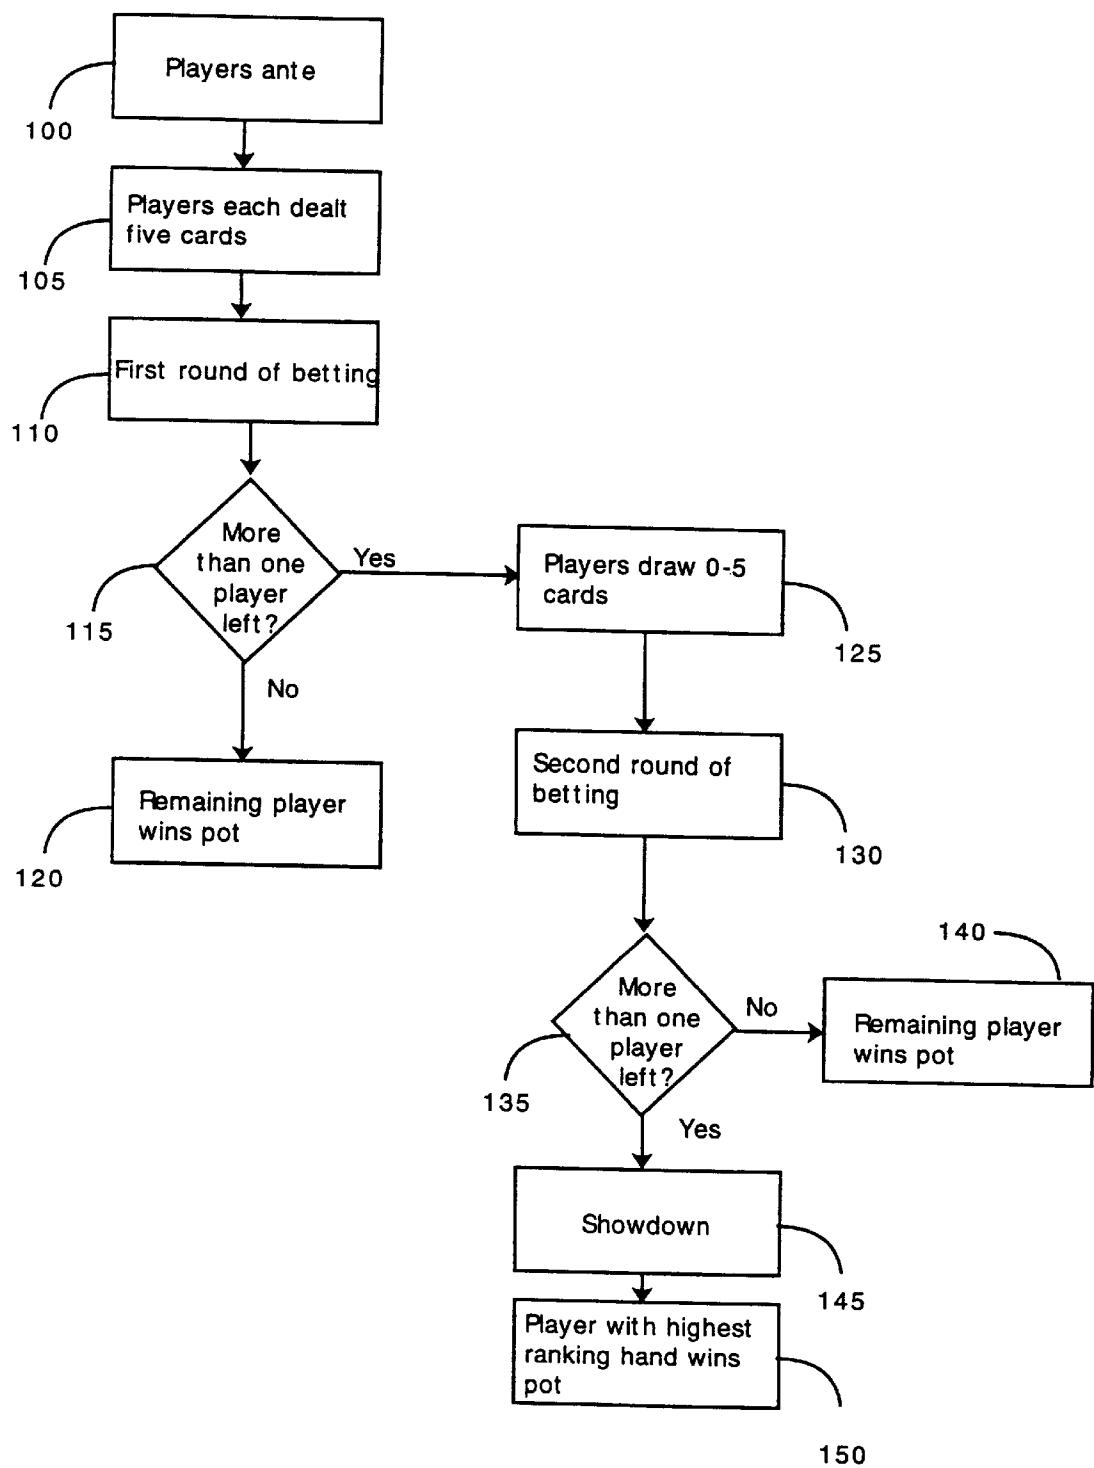 Players ante
100
Players each dealt
five cards
105
First round of betting
110
More
than one
player
left?
Yes
115
No
Remaining player
wins pot
120
Players draw 0-5
cards
125
Second round of
betting
130
More
than one
player
left?
135
No
140
Remaining player
wins pot
Yes
Showdown
145
Player with highest
ranking hand wins
pot
150